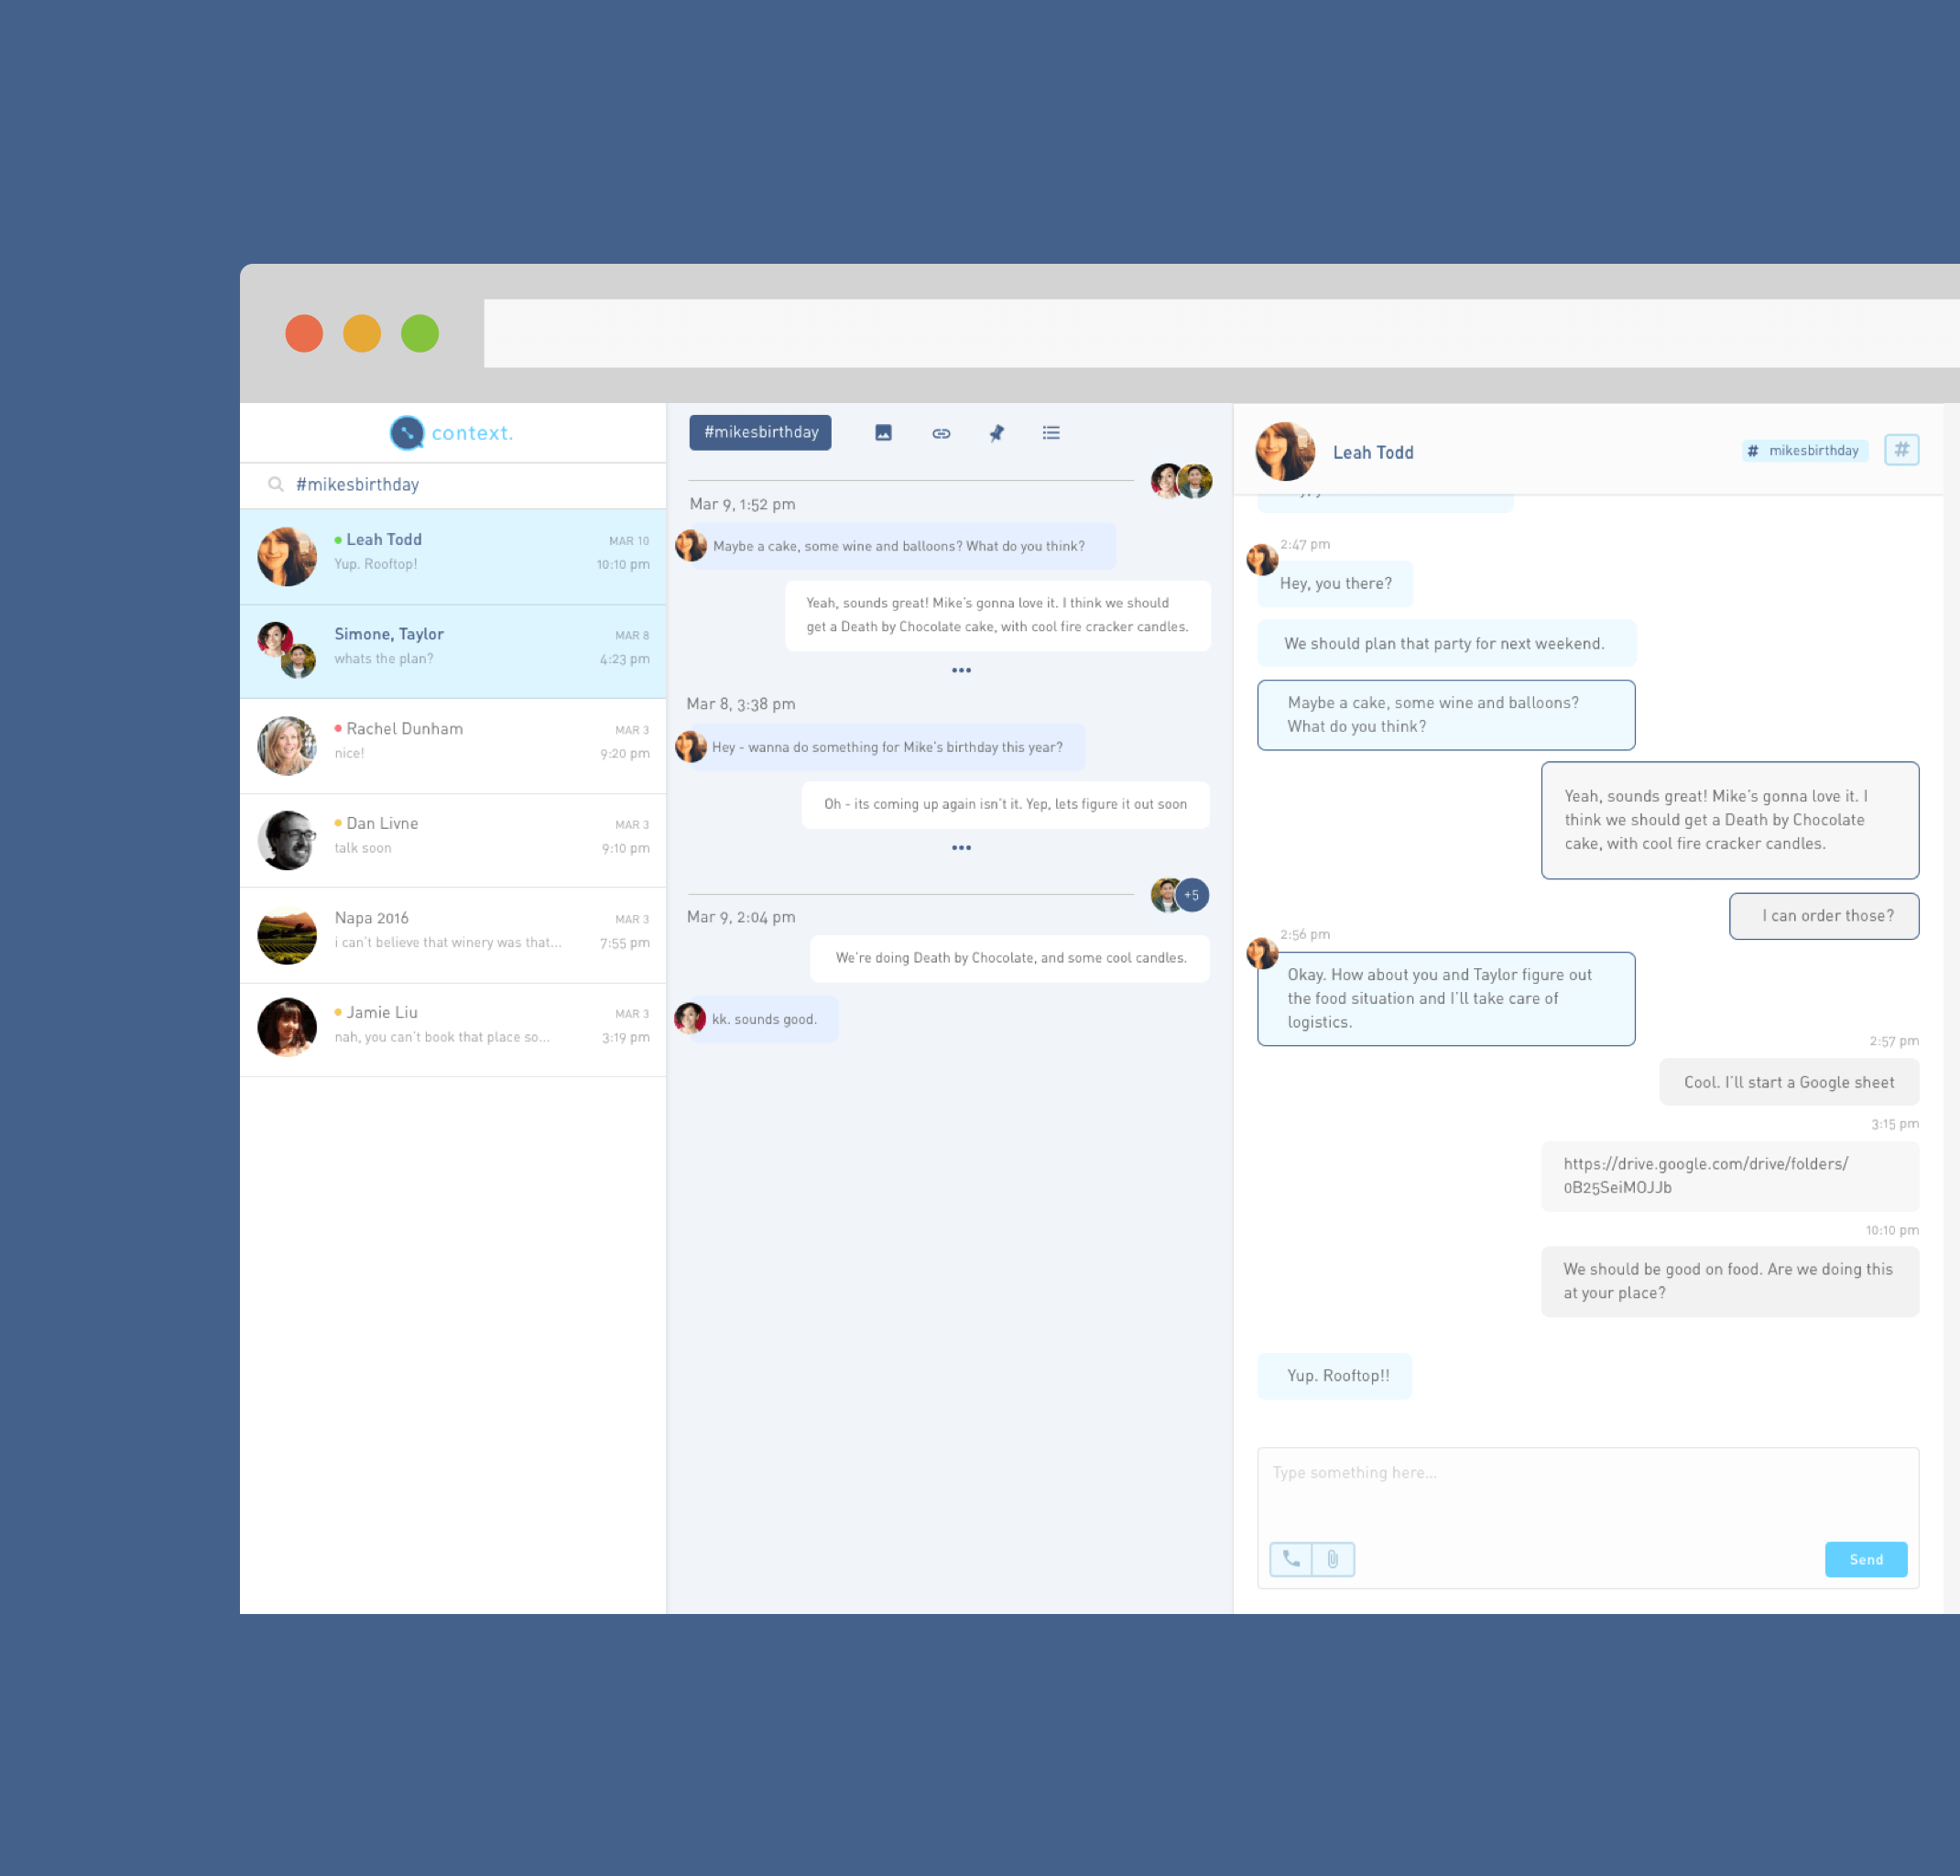 context.
#mikesbirthday
Leah Todd
MAR 10
Yup. Rooftop!
10:10 pm
Simone, Taylor
MAR 8
whats the plan?
4:23 pm
Rachel Dunham
MAR 3
nice!
9:20 pm
Dan Livne
MAR 3
talk soon
9:10 pm
Napa 2016
MAR 3
i can't believe that winery was that...
7:55 pm
Jamie Liu
MAR 3
nah, you can't book that place so...
3:19 pm
#mikesbirthday
Mar 9, 1:52 pm
Maybe a cake, some wine and balloons? What do you think?
Yeah, sounds great! Mike's gonna love it. I think we should
get a Death by Chocolate cake, with cool fire cracker candles.
Mar 8, 3:38 pm
Hey - wanna do something for Mike's birthday this year?
Oh - its coming up again isn't it. Yep, lets figure it out soon
+5
Mar 9, 2:04 pm
We're doing Death by Chocolate, and some cool candles.
kk. sounds good.
Leah Todd
# mikesbirthday
#
2:47 pm
Hey, you there?
We should plan that party for next weekend.
Maybe a cake, some wine and balloons?
What do you think?
Yeah, sounds great! Mike's gonna love it. I
think we should get a Death by Chocolate
cake, with cool fire cracker candles.
I can order those?
2:56 pm
Okay. How about you and Taylor figure out
the food situation and I'll take care of
logistics.
2:57 pm
Cool. I'll start a Google sheet
3:15 pm
https://drive.google.com/drive/folders/
0B25SeiMOJJb
10:10 pm
We should be good on food. Are we doing this
at your place?
Yup. Rooftop!!
Type something here...
Send